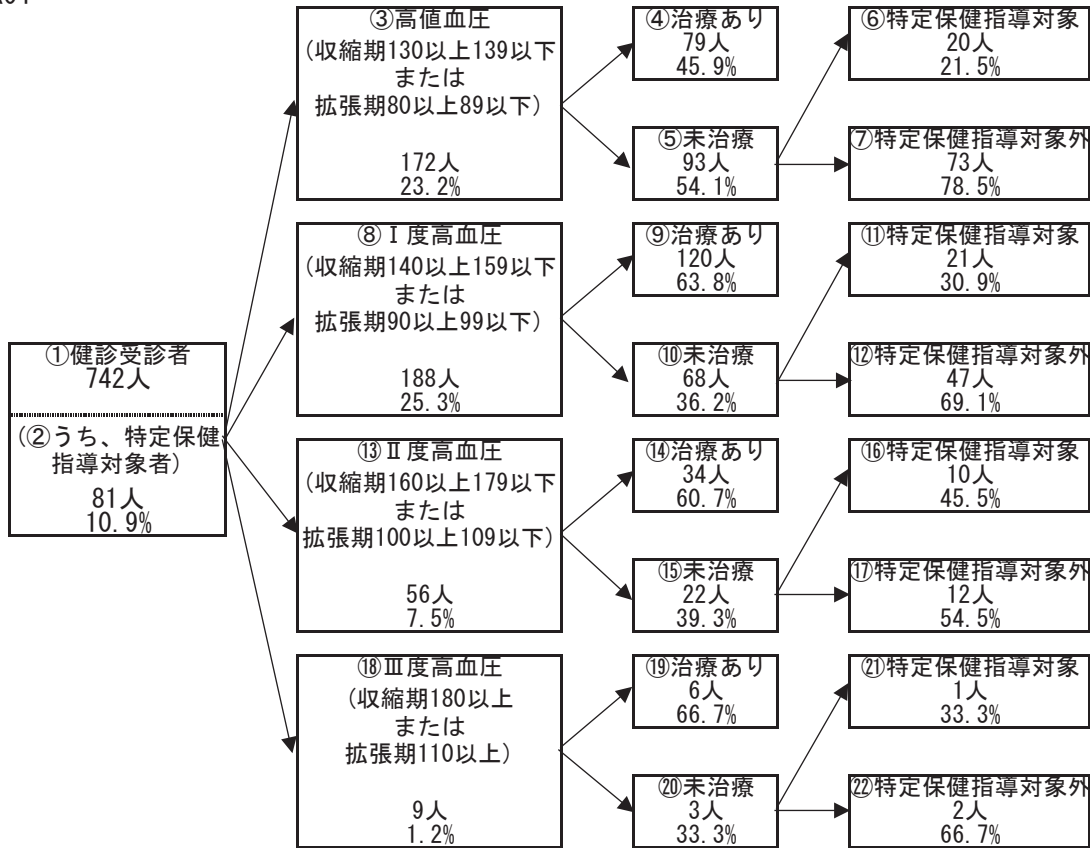 ①健診受診者
742人
(②うち、特定保健
指導対象者)
81人
10.9%
③高値血圧
(収縮期130以上139以下
または
拡張期80以上89以下)
172人
23.2%
④治療あり
79人
45.9%
⑤未治療
93人
54.1%
⑥特定保健指導対象
20人
21.5%
⑦特定保健指導対象外
73人
78.5%
⑧Ⅰ度高血圧
(収縮期140以上159以下
または
拡張期90以上99以下)
188人
25.3%
⑨治療あり
120人
63.8%
⑩未治療
68人
36.2%
⑪特定保健指導対象
21人
30.9%
⑫特定保健指導対象外
47人
69.1%
⑬Ⅱ度高血圧
(収縮期160以上179以下
または
拡張期100以上109以下)
56人
7.5%
⑭治療あり
34人
60.7%
⑮未治療
22人
39.3%
⑯特定保健指導対象
10人
45.5%
⑰特定保健指導対象外
12人
54.5%
⑱Ⅲ度高血圧
(収縮期180以上
または
拡張期110以上)
9人
1.2%
⑲治療あり
6人
66.7%
⑳未治療
3人
33.3%
㉑特定保健指導対象
1人
33.3%
㉒特定保健指導対象外
2人
66.7%